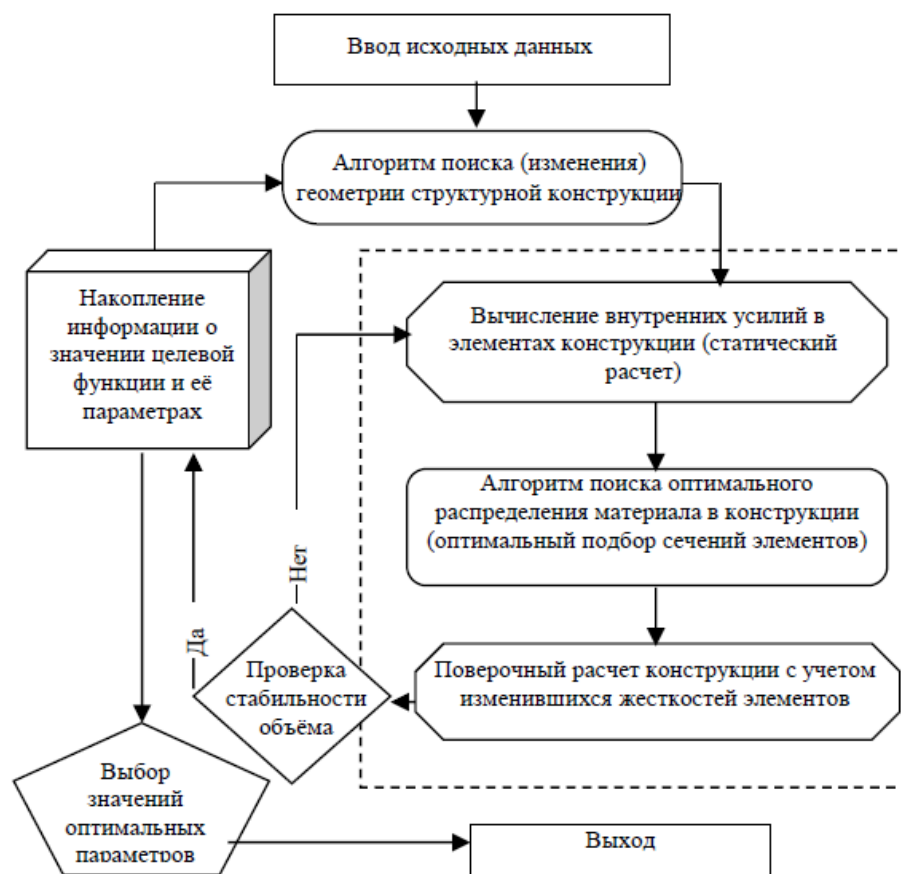 Ввод исходных данных
Алгоритм поиска (изменения)
геометрии структурной конструкции
Накопление
информации о
значении целевой
функции и её
параметрах
Вычисление внутренних усилий в
элементах конструкции (статический
расчет)
Алгоритм поиска оптимального
распределения материала в конструкции
(оптимальный подбор сечений элементов)
Нет
Да
Проверка
стабильности
объёма
Поверочный расчет конструкции с учетом
изменившихся жесткостей элементов
Выбор
значений
оптимальных
параметров
Выход